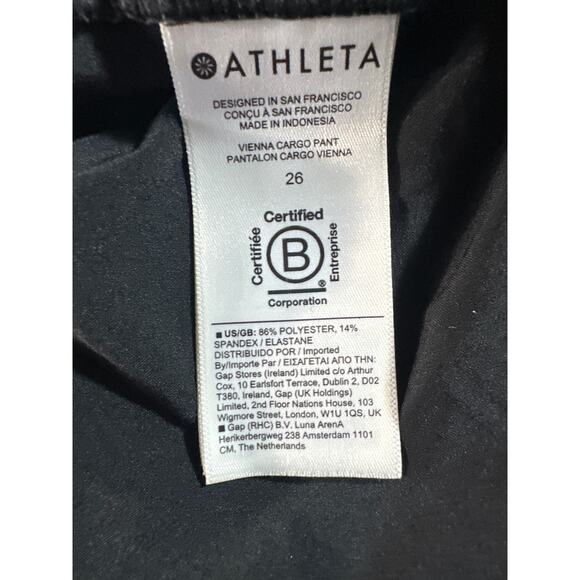 ATHLETA
DESIGNED IN SAN FRANCISCO
CONÇU À SAN FRANCISCO
MADE IN INDONESIA
VIENNA CARGO PANT
PANTALON CARGO VIENNA
26
Certified
Certifiée
B
Entreprise
®
Corporation
■ US/GB: 86% POLYESTER, 14%
SPANDEX / ELASTANE
DISTRIBUIDO POR / Imported
By/Importe Par / ΕΙΣΑΓΕΤΑΙ ΑΠΟ ΤΗΝ:
Gap Stores (Ireland) Limited c/o Arthur
Cox, 10 Earlsfort Terrace, Dublin 2, D02
T380, Ireland, Gap (UK Holdings)
Limited, 2nd Floor Nations House, 103
Wigmore Street, London, W1U 1QS, UK
■ Gap (RHC) B.V. Luna ArenA
Herikerbergweg 238 Amsterdam 1101
CM, The Netherlands